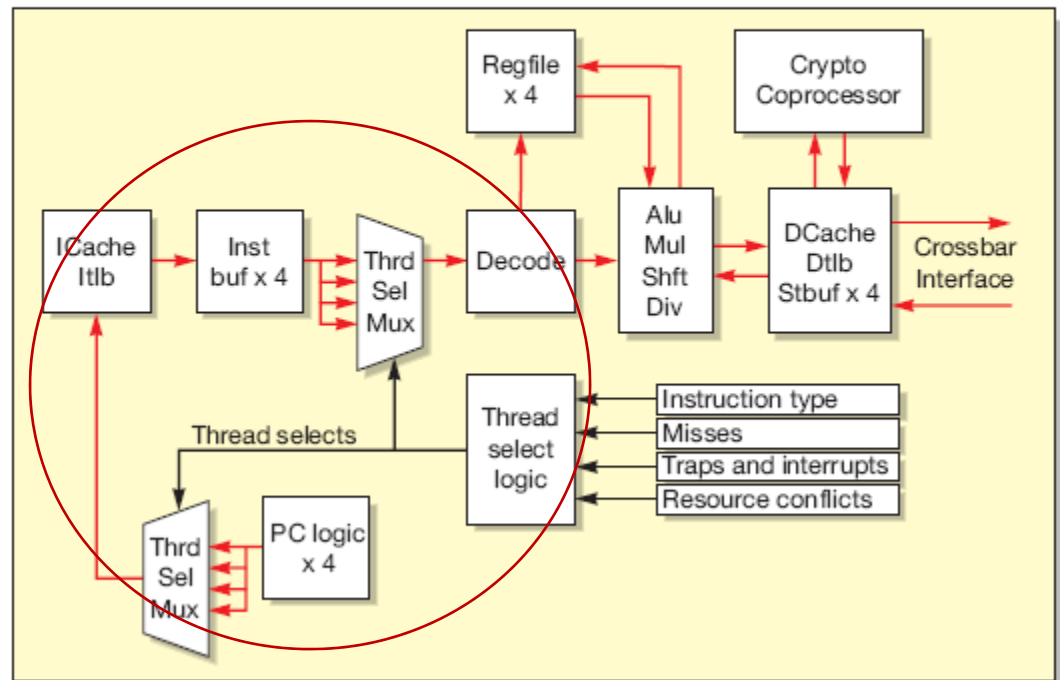 Regfile
x 4
Crypto
Coprocessor
ICache
Itlb
Inst
buf x 4
Thrd
Sel
Mux
Decode
Alu
Mul
Shft
Div
DCache
Dtlb
Stbuf x 4
Crossbar
Interface
Thread selects
Thread
select
logic
Instruction type
Misses
Traps and interrupts
Resource conflicts
Thrd
Sel
Mux
PC logic
x 4